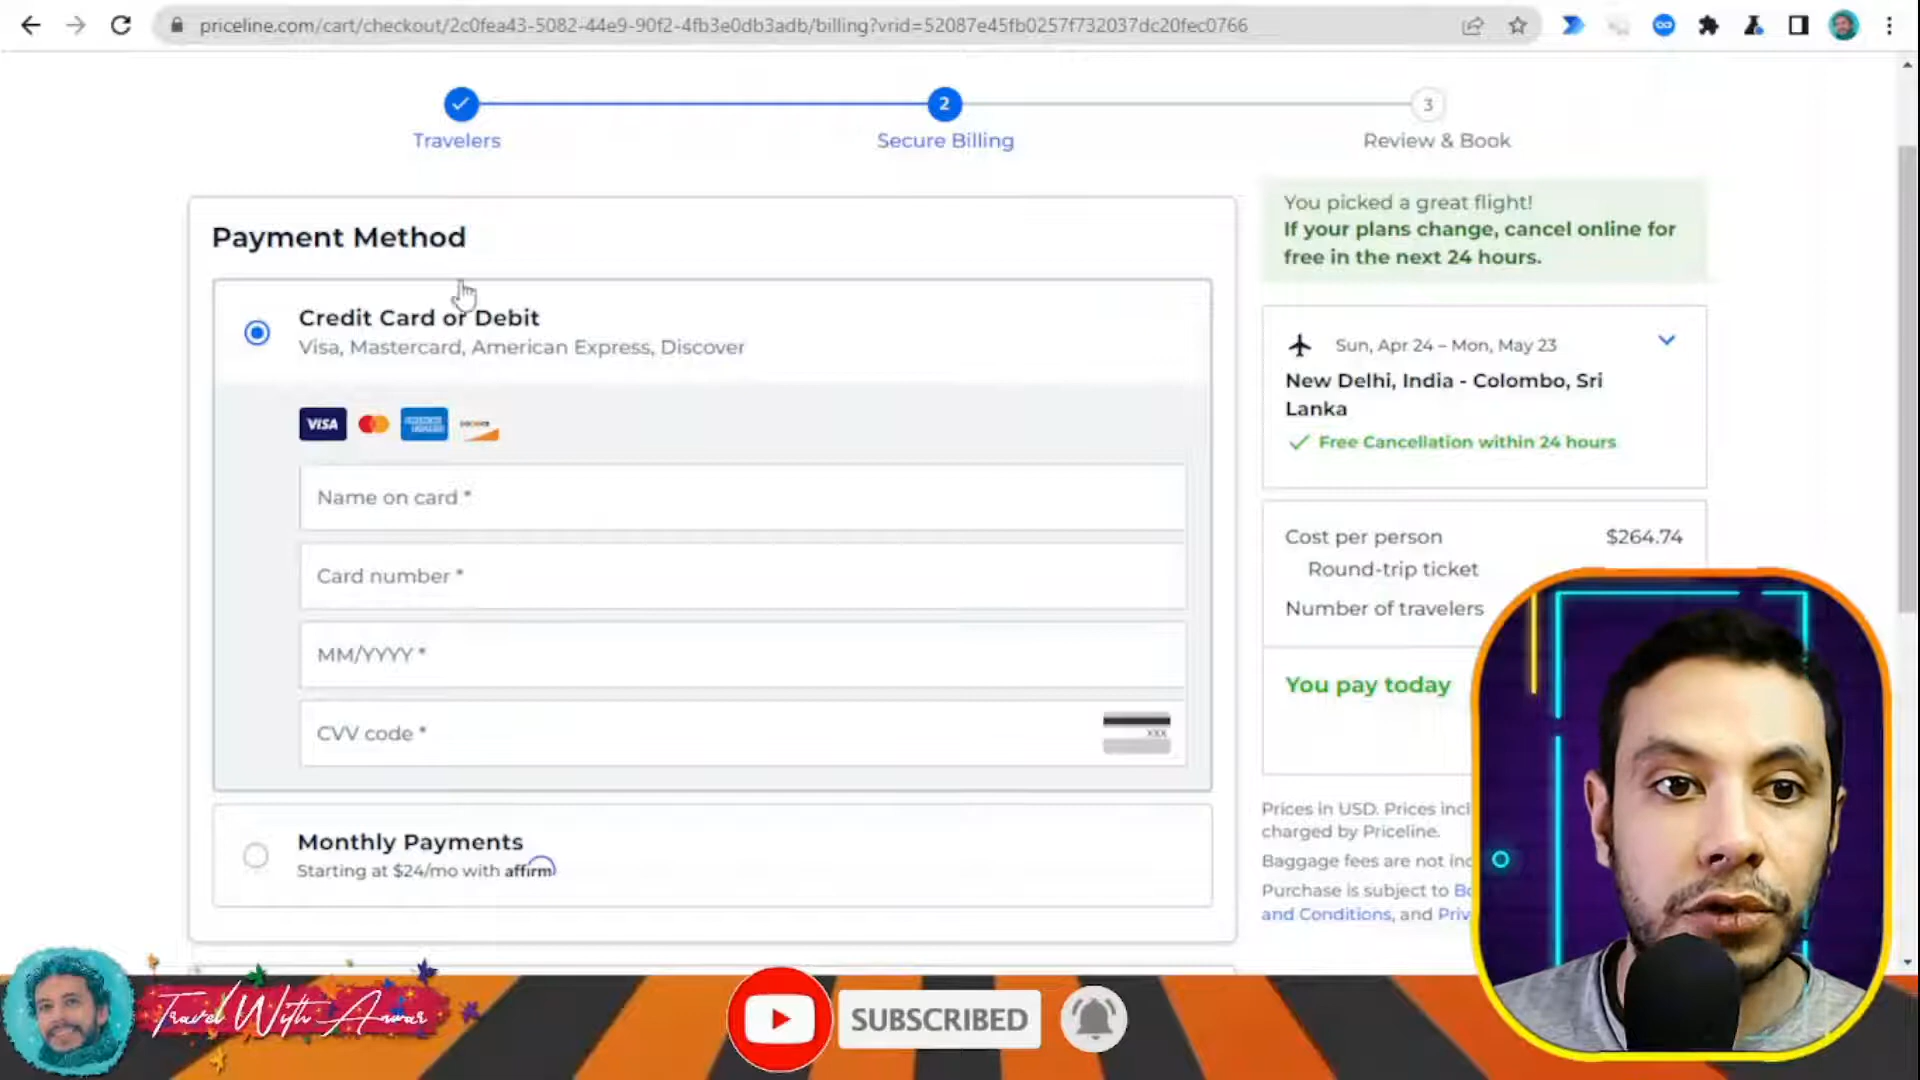 priceline.com/cart/checkout/2c0fea43-5082-44e9-90f2-4fb3e0db3adb/billing?vrid=52087e45fb0257f732037dc20fec0766
2
3
Travelers
Secure Billing
Review & Book
Payment Method
Credit Card or Debit
Visa, Mastercard, American Express, Discover
VISA
Name on card *
Card number *
MM/YYYY *
CVV code *
XXX
Monthly Payments
Starting at $24/mo with affirm
You picked a great flight!
If your plans change, cancel online for
free in the next 24 hours.
Sun, Apr 24 – Mon, May 23
New Delhi, India - Colombo, Sri
Lanka
Free Cancellation within 24 hours
Cost per person $264.74
Round-trip ticket
Number of travelers
You pay today
Prices in USD. Prices incl
charged by Priceline.
Baggage fees are not inc
Purchase is subject to Bo
and Conditions, and Priv
Travel With Anwar
SUBSCRIBED